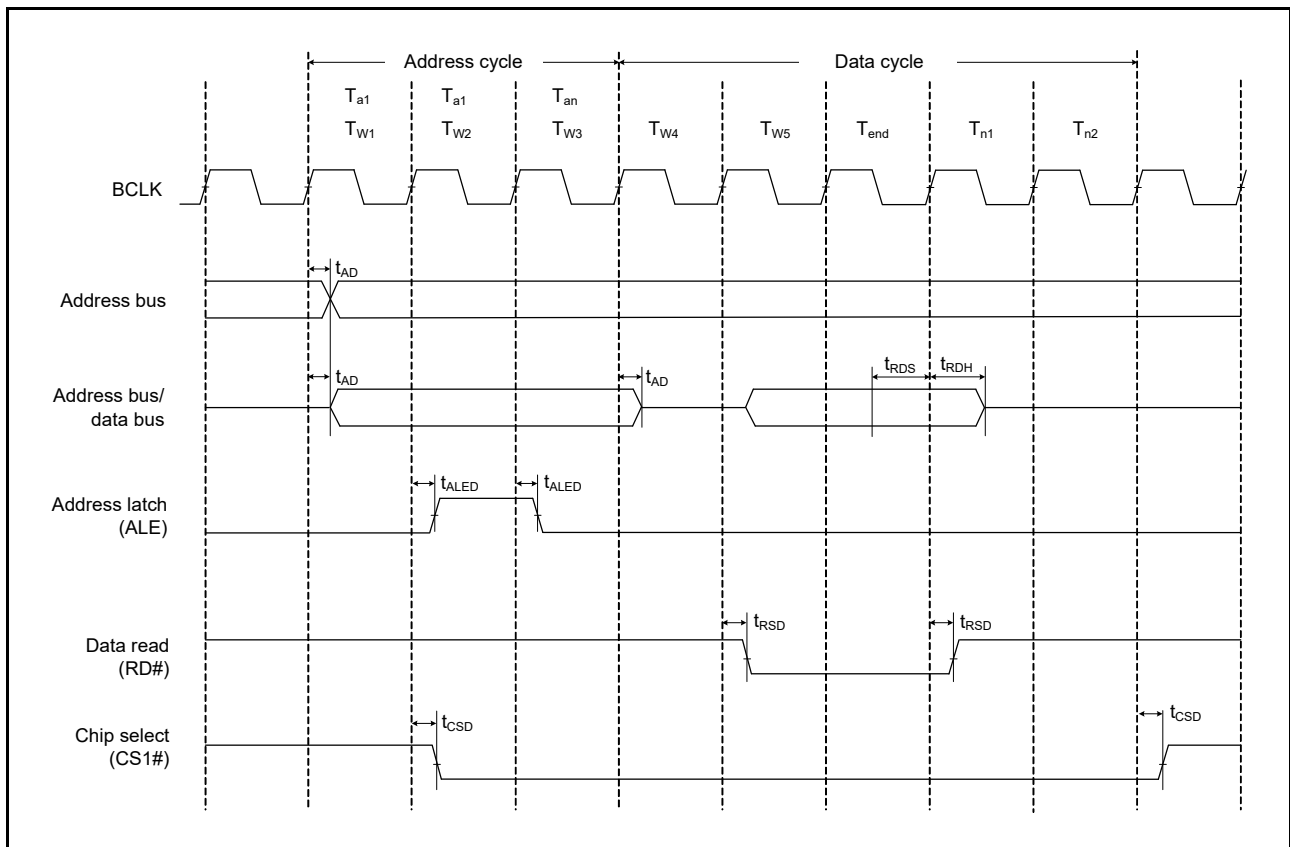 Address cycle Data cycle
Ta1 Ta1 Tan
TW1 TW2 TW3 TW4 TW5 Tend Tn1 Tn2
BCLK
tAD
Address bus
tAD tAD tRDS tRDH
Address bus/
data bus
tALED tALED
Address latch
(ALE)
tRSD tRSD
Data read
(RD#)
tCSD tCSD
Chip select
(CS1#)